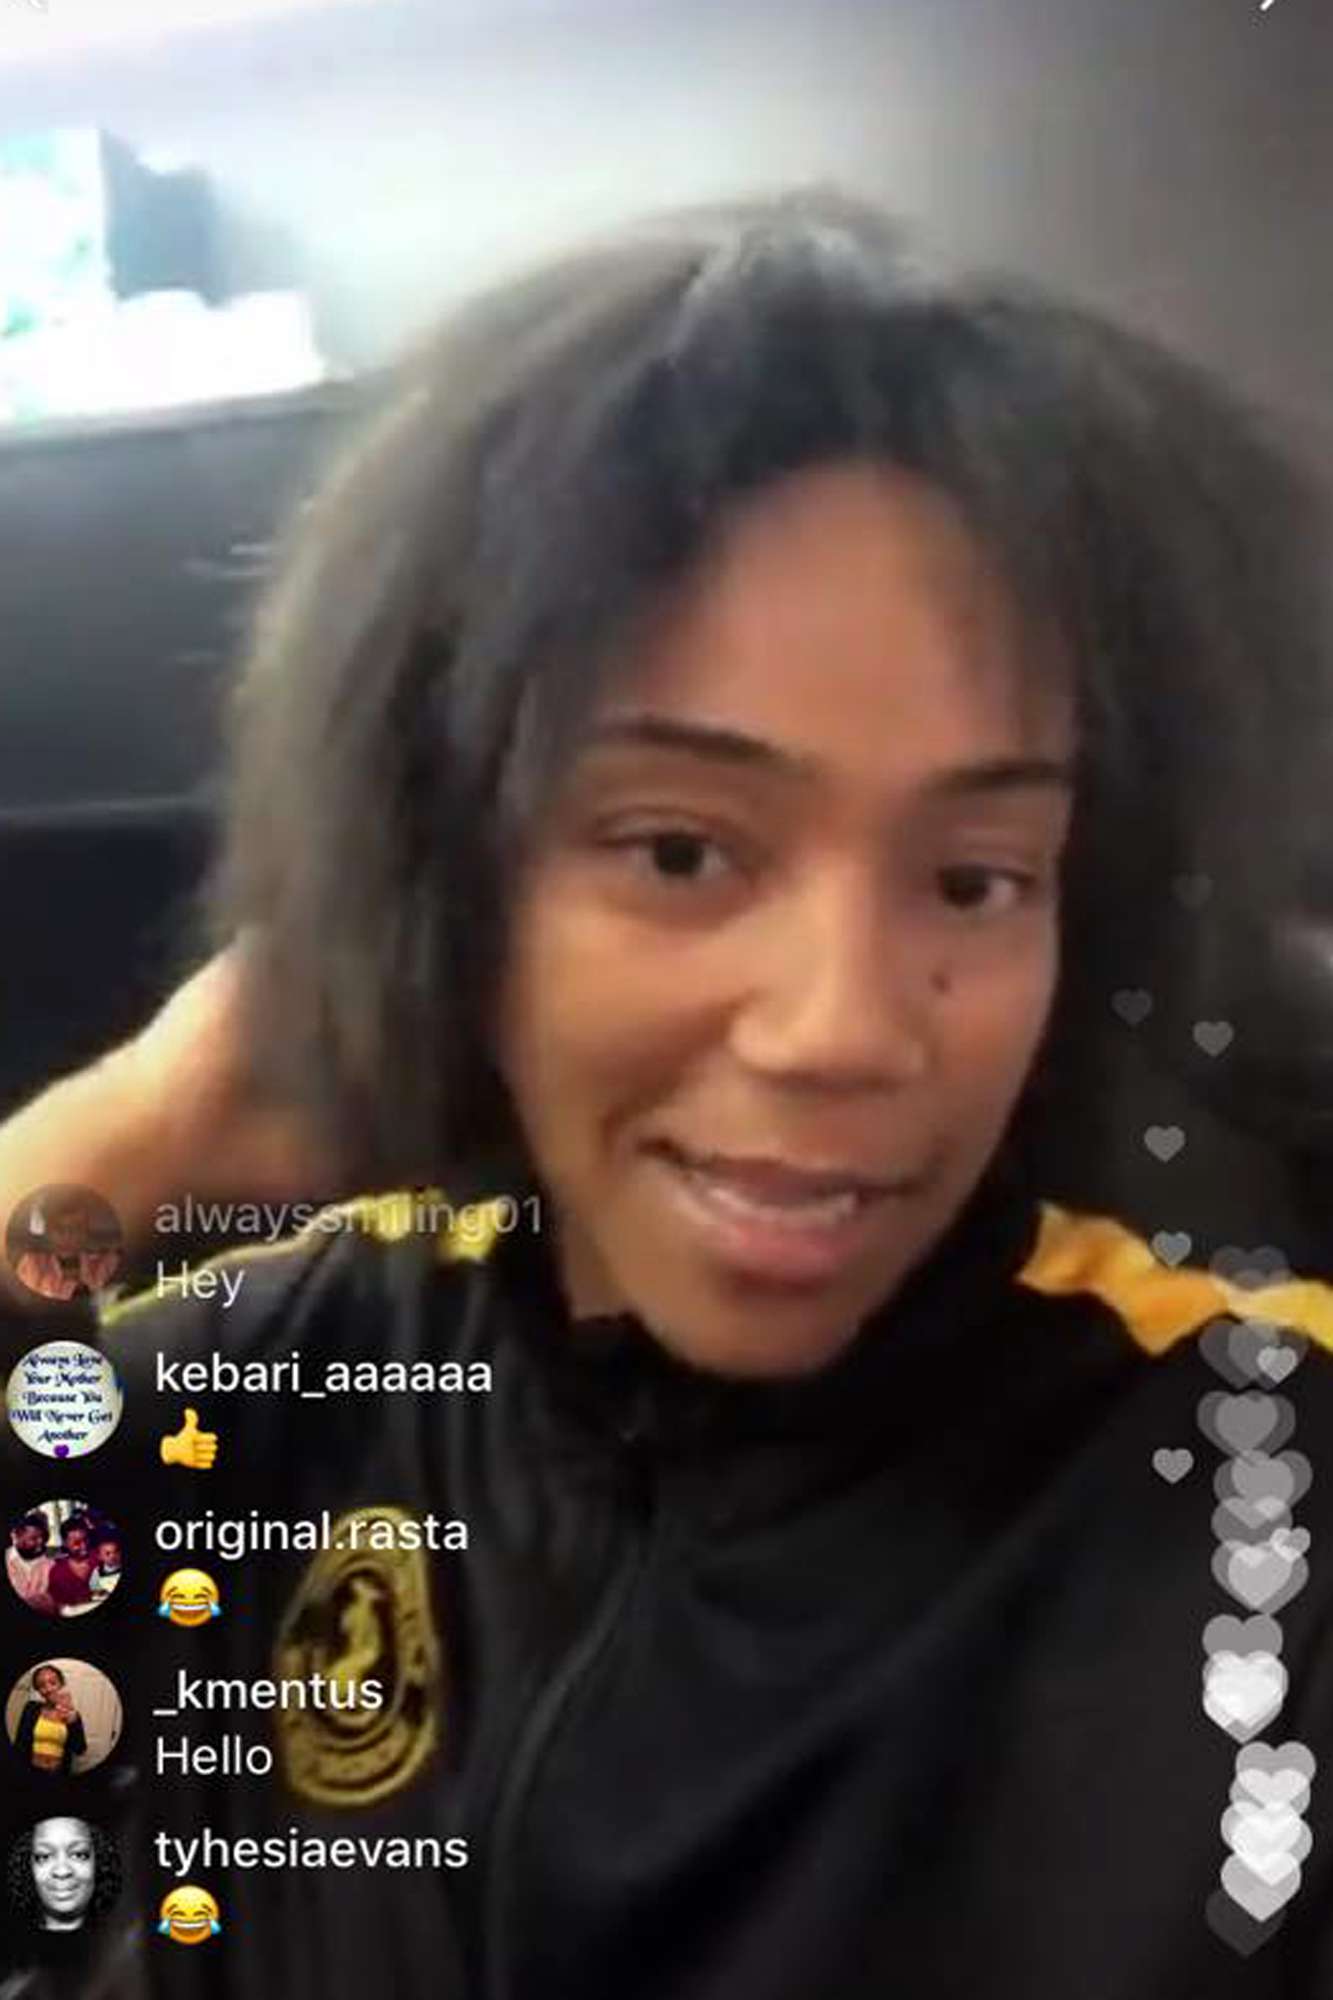 alwayssmiling01
Hey
kebari_aaaaaa
👍
Always Love
Your Mother
Because You
Will Never Get
Another
original.rasta
😂
_kmentus
Hello
tyhesiaevans
😂